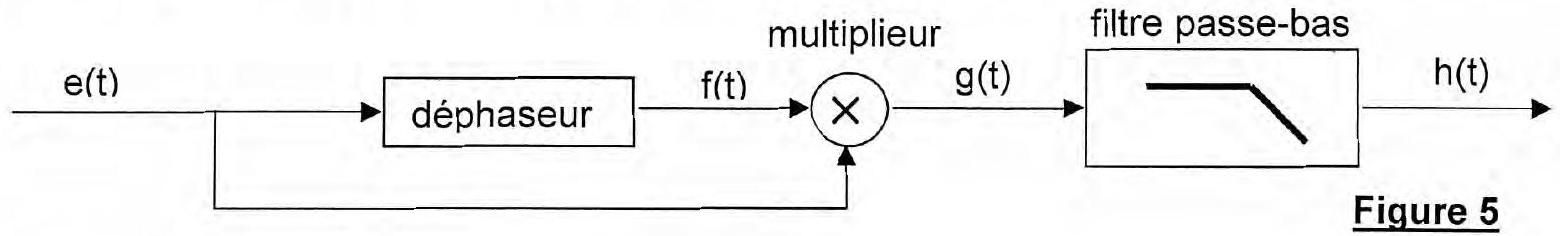 filtre passe-bas
multiplieur
e(t)
f(t)
g(t)
h(t)
déphaseur
×
Figure 5